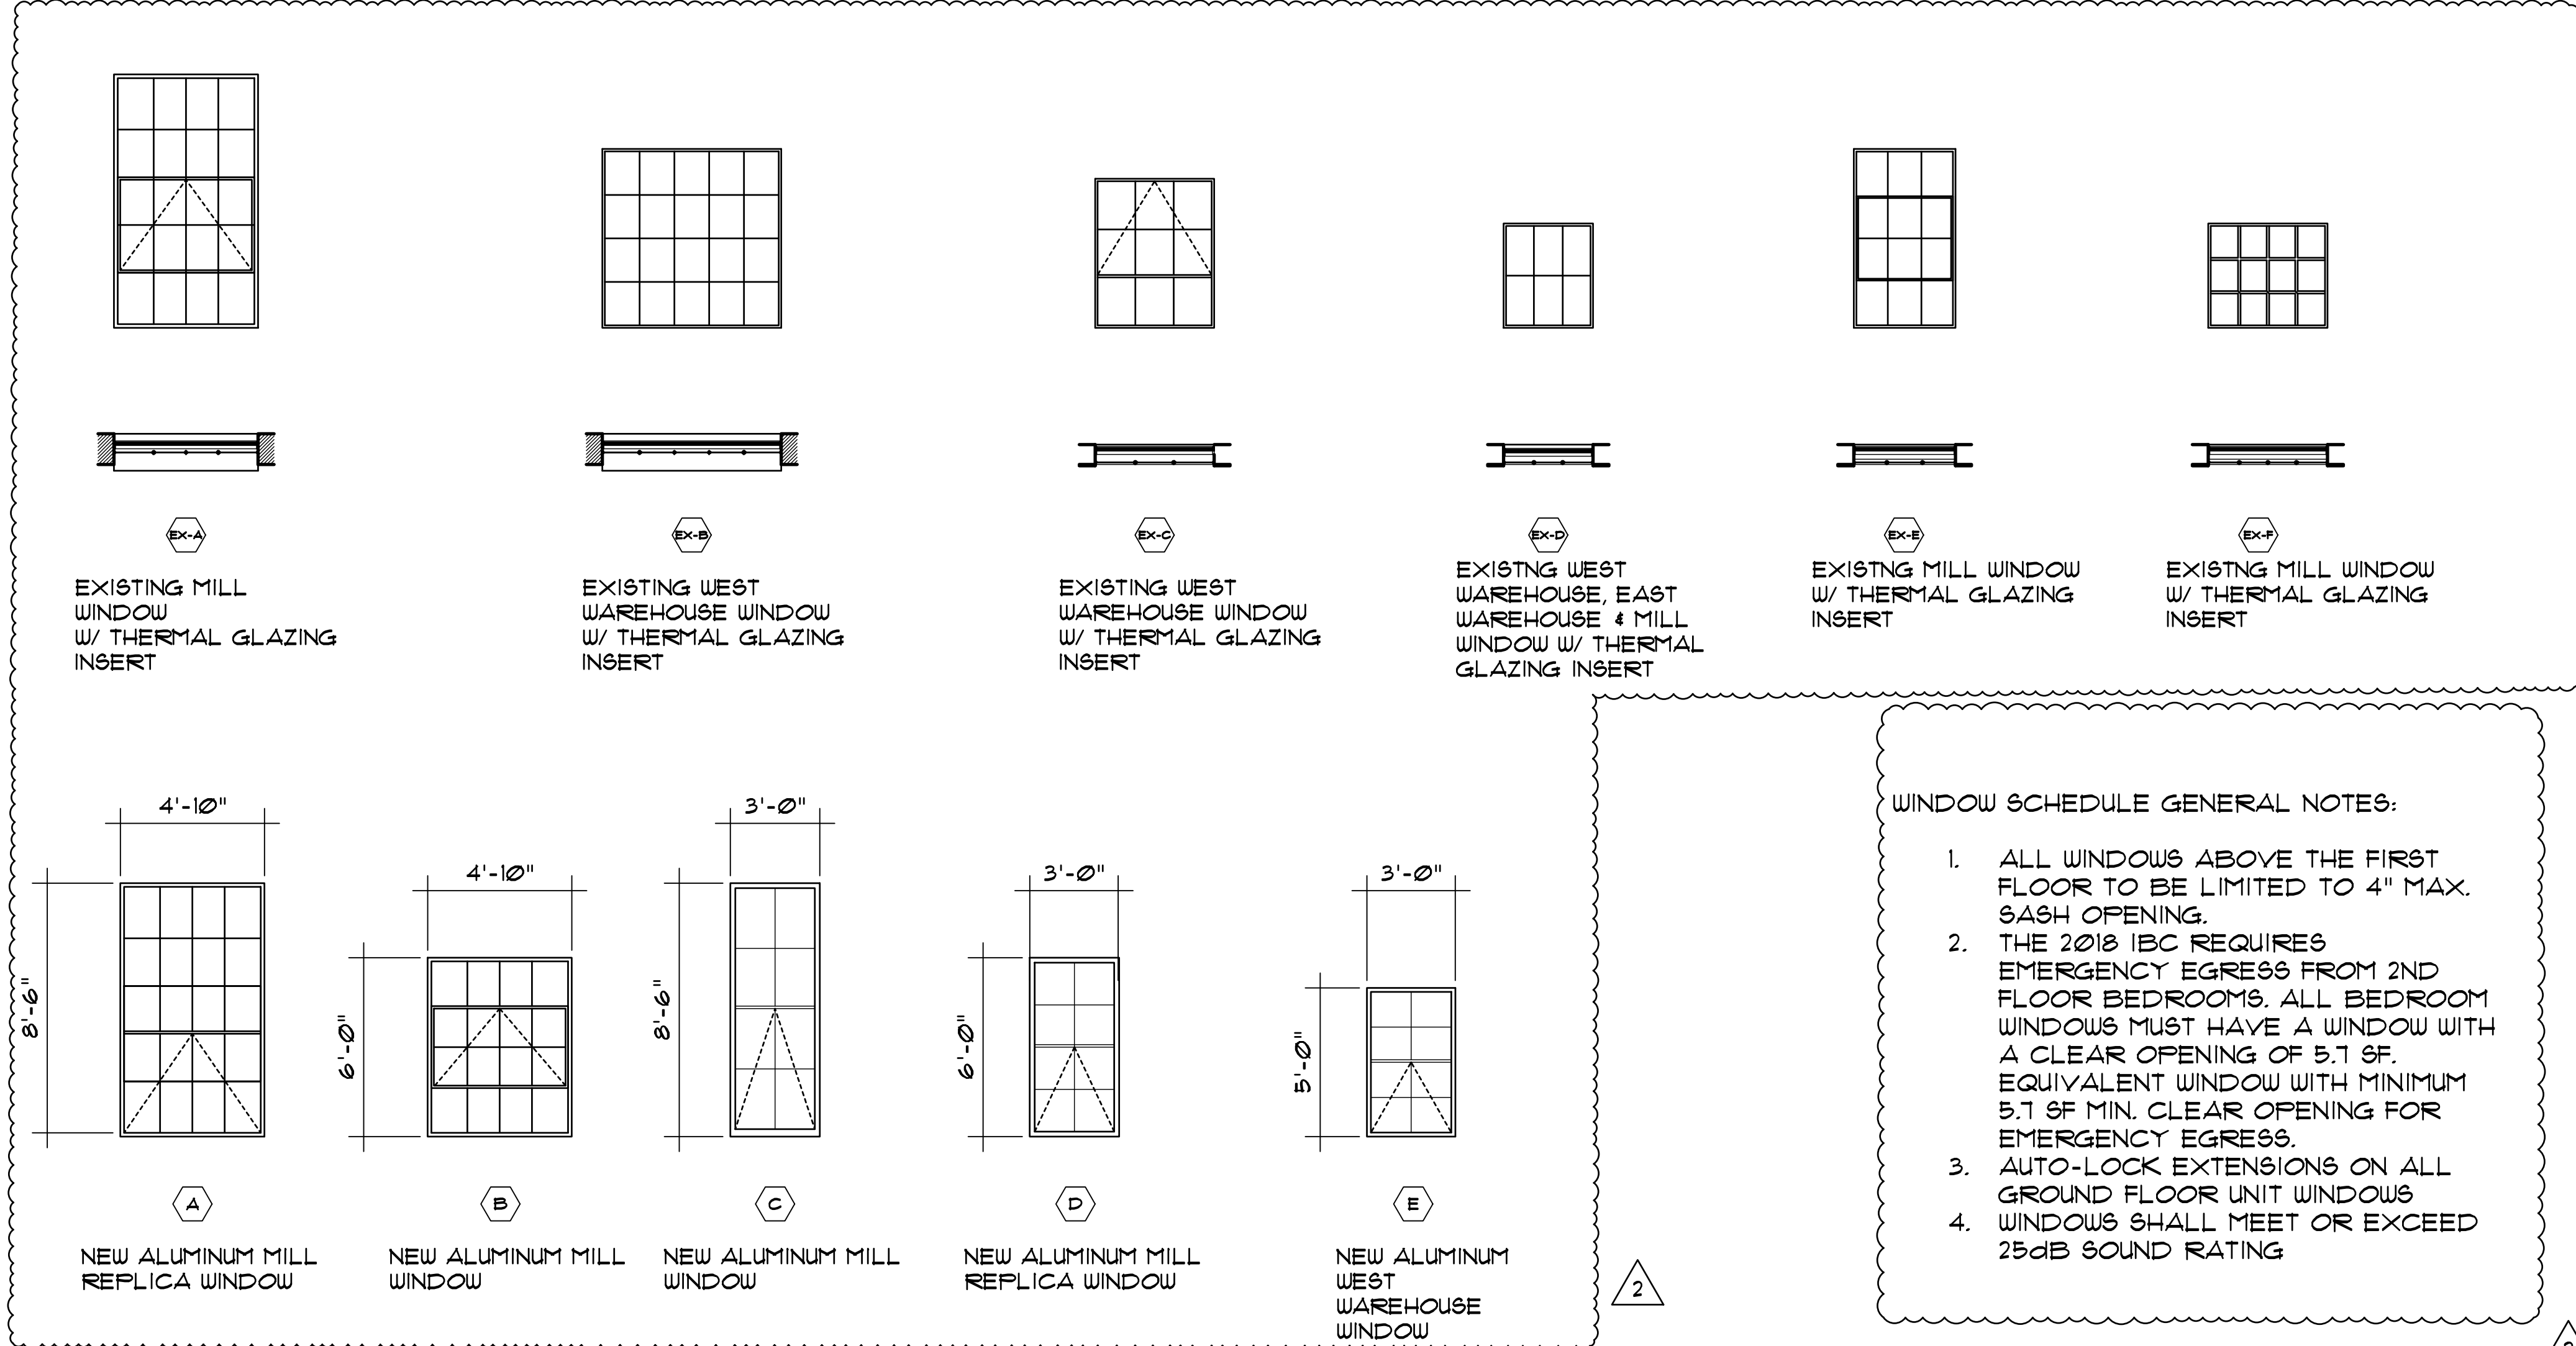 EX-A
EXISTING MILL
WINDOW
W/ THERMAL GLAZING
INSERT
EX-B
EXISTING WEST
WAREHOUSE WINDOW
W/ THERMAL GLAZING
INSERT
EX-C
EXISTING WEST
WAREHOUSE WINDOW
W/ THERMAL GLAZING
INSERT
EX-D
EXISTNG WEST
WAREHOUSE, EAST
WAREHOUSE & MILL
WINDOW W/ THERMAL
GLAZING INSERT
EX-E
EXISTNG MILL WINDOW
W/ THERMAL GLAZING
INSERT
EX-F
EXISTNG MILL WINDOW
W/ THERMAL GLAZING
INSERT
4'-10"
8'-6"
A
NEW ALUMINUM MILL
REPLICA WINDOW
4'-10"
6'-0"
B
NEW ALUMINUM MILL
WINDOW
3'-0"
8'-6"
C
NEW ALUMINUM MILL
WINDOW
3'-0"
6'-0"
D
NEW ALUMINUM MILL
REPLICA WINDOW
3'-0"
5'-0"
E
NEW ALUMINUM
WEST
WAREHOUSE
WINDOW
2
WINDOW SCHEDULE GENERAL NOTES:
1. ALL WINDOWS ABOVE THE FIRST
FLOOR TO BE LIMITED TO 4" MAX.
SASH OPENING.
2. THE 2018 IBC REQUIRES
EMERGENCY EGRESS FROM 2ND
FLOOR BEDROOMS. ALL BEDROOM
WINDOWS MUST HAVE A WINDOW WITH
A CLEAR OPENING OF 5.7 SF.
EQUIVALENT WINDOW WITH MINIMUM
5.7 SF MIN. CLEAR OPENING FOR
EMERGENCY EGRESS.
3. AUTO-LOCK EXTENSIONS ON ALL
GROUND FLOOR UNIT WINDOWS
4. WINDOWS SHALL MEET OR EXCEED
25dB SOUND RATING